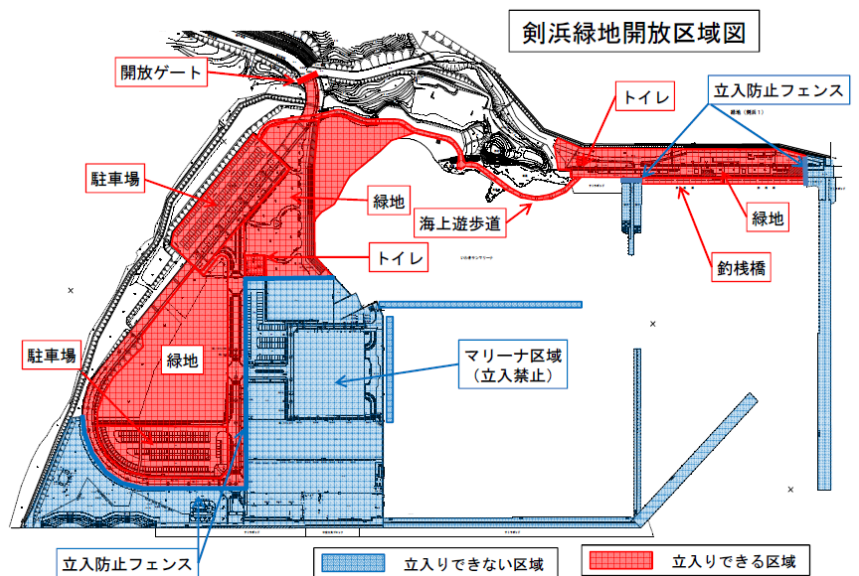 剣浜緑地開放区域図
開放ゲート
トイレ
立入防止フェンス
駐車場
緑地
海上遊歩道
緑地
釣桟橋
トイレ
駐車場
緑地
マリーナ区域
(立入禁止)
立入防止フェンス
立入りできない区域
立入りできる区域